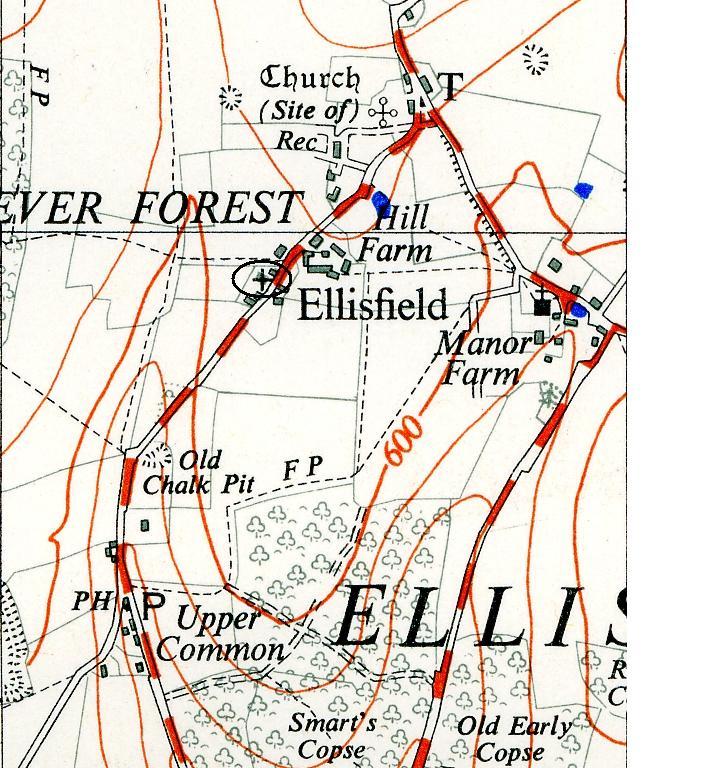 F P
Church
(Site of)
T
Rec
EVER FOREST
Hill
Farm
Ellisfield
Manor
Farm
600
Old
Chalk Pit
F P
ELLIS
PH
P
Upper
Common
R
C
Smart's
Copse
Old Early
Copse